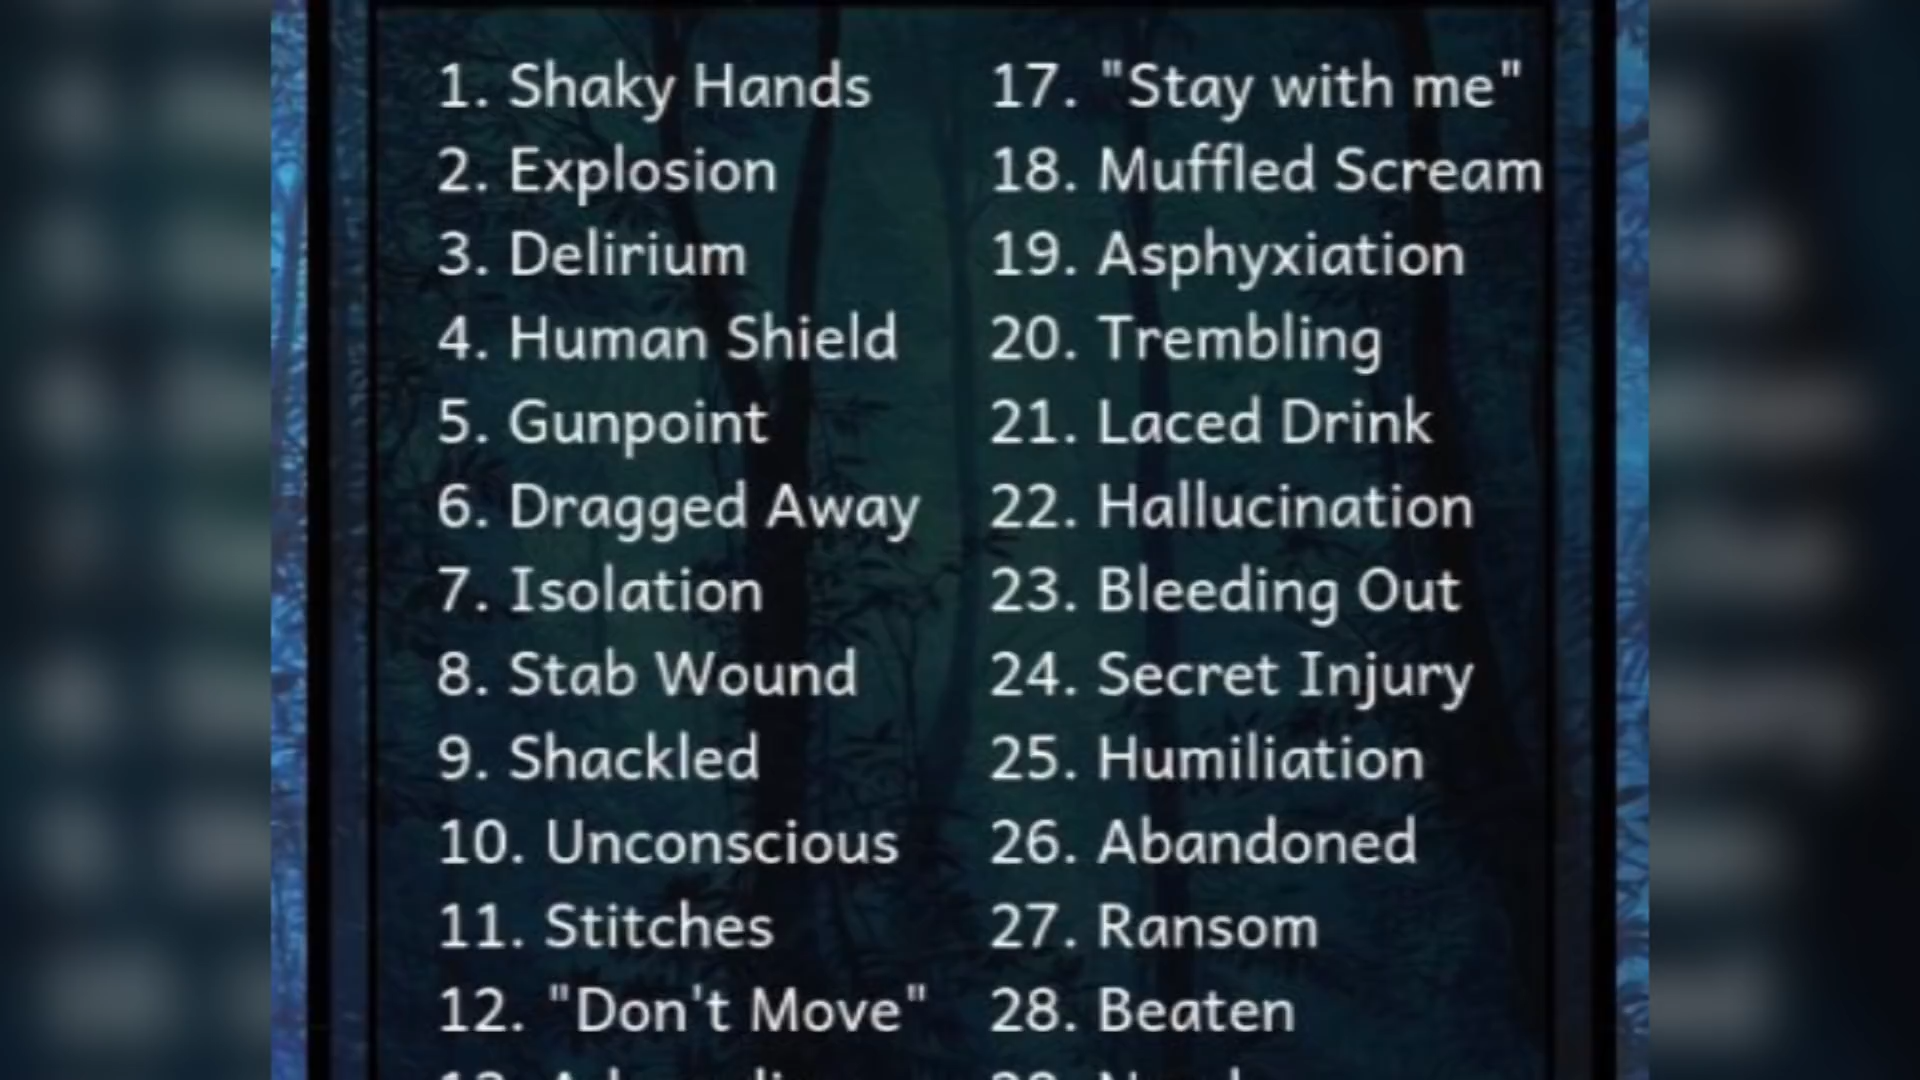 1. Shaky Hands
2. Explosion
3. Delirium
4. Human Shield
5. Gunpoint
6. Dragged Away
7. Isolation
8. Stab Wound
9. Shackled
10. Unconscious
11. Stitches
12. "Don't Move"
17. "Stay with me"
18. Muffled Scream
19. Asphyxiation
20. Trembling
21. Laced Drink
22. Hallucination
23. Bleeding Out
24. Secret Injury
25. Humiliation
26. Abandoned
27. Ransom
28. Beaten